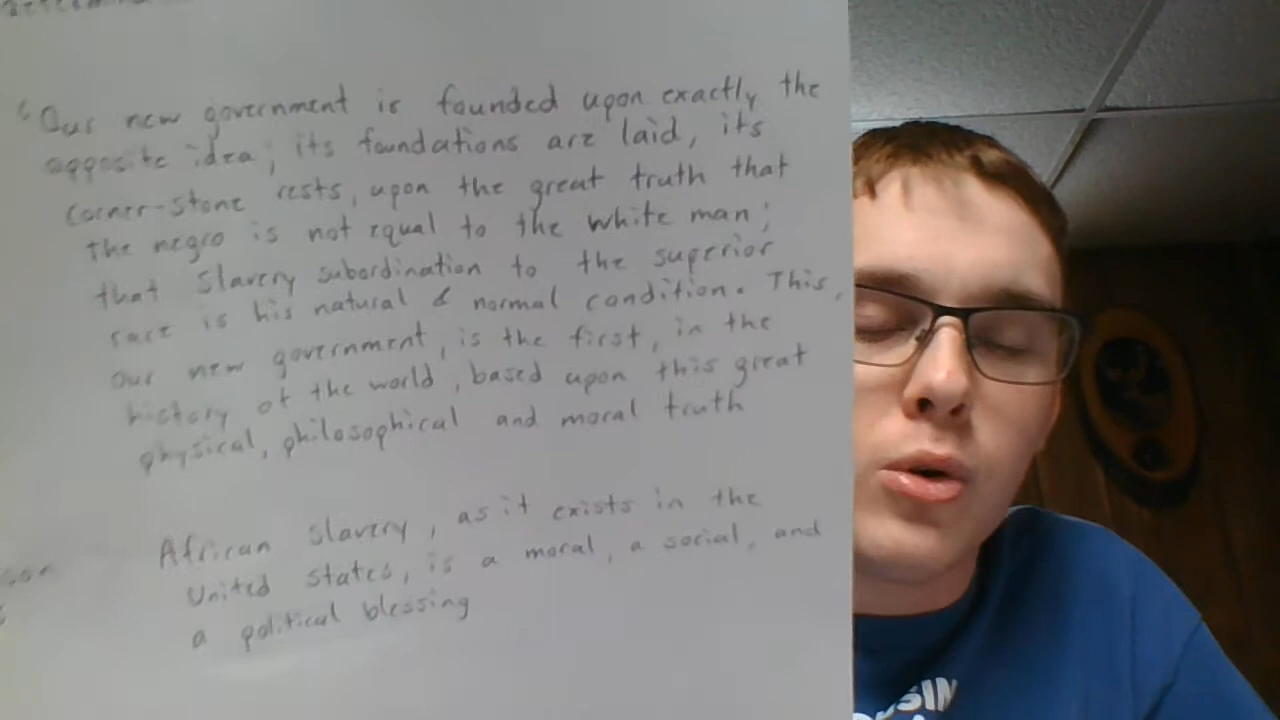 “Our new government is founded upon exactly the
opposite idea; its foundations are laid, its
corner-stone rests, upon the great truth that
the negro is not equal to the white man;
that slavery subordination to the superior
race is his natural & normal condition. This,
our new government, is the first, in the
history of the world, based upon this great
physical, philosophical and moral truth
African slavery, as it exists in the
United States, is a moral, a social, and
a political blessing